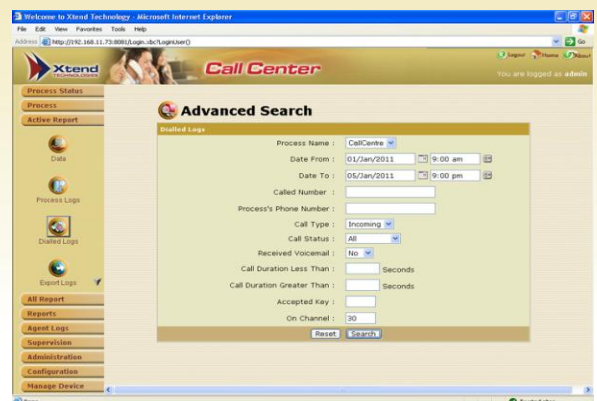 Welcome to Xtend Technology - Microsoft Internet Explorer
File Edit View Favorites Tools Help
Address http://192.168.11.73:8081/Login.xbc?LoginUser() Go
Xtend
TECHNOLOGIES
Call Center
Logout Home About
You are logged as admin
Process Status
Process
Active Report
Data
Process Logs
Dialled Logs
Export Logs
All Report
Reports
Agent Logs
Supervision
Administration
Configuration
Manage Device
Advanced Search
Dialled Logs
Process Name : CallCentre
Date From : 01/Jan/2011 9:00 am
Date To : 05/Jan/2011 9:00 pm
Called Number :
Process's Phone Number :
Call Type : Incoming
Call Status : All
Received Voicemail : No
Call Duration Less Than : Seconds
Call Duration Greater Than : Seconds
Accepted Key :
On Channel : 30
Reset Search